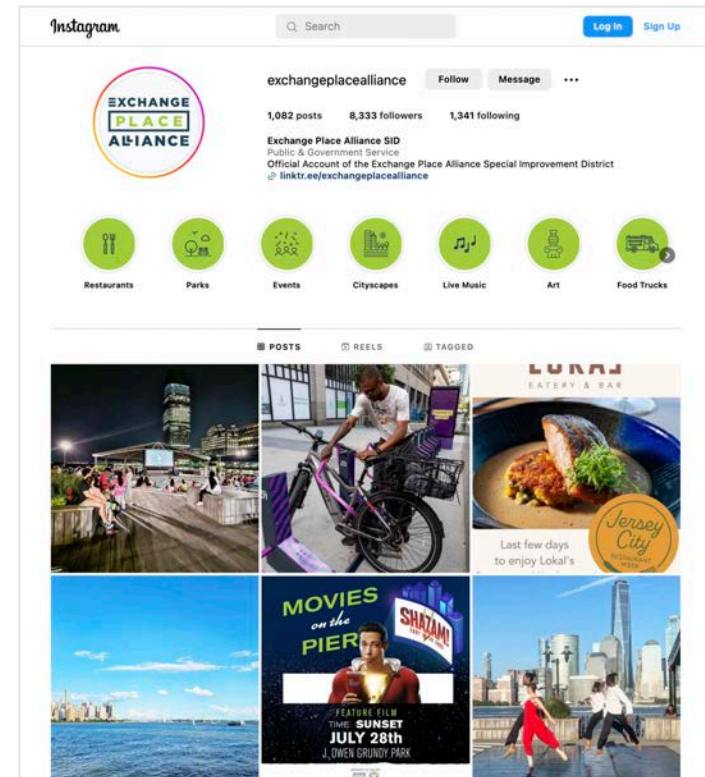 Instagram
Search
Log In
Sign Up
EXCHANGE
PLACE
ALLIANCE
exchangeplacealliance
Follow
Message
1,082 posts 8,333 followers 1,341 following
Exchange Place Alliance SID
Public & Government Service
Official Account of the Exchange Place Alliance Special Improvement District
linktr.ee/exchangeplacealliance
Restaurants
Parks
Events
Cityscapes
Live Music
Art
Food Trucks
POSTS
REELS
TAGGED
LOKAL
EATERY & BAR
Last few days
to enjoy Lokal's
Jersey
City
RESTAURANT
WEEK
MOVIES
on the
PIER
SHAZAM!
FEATURE FILM
TIME SUNSET
JULY 28th
J. OWEN GRUNDY PARK